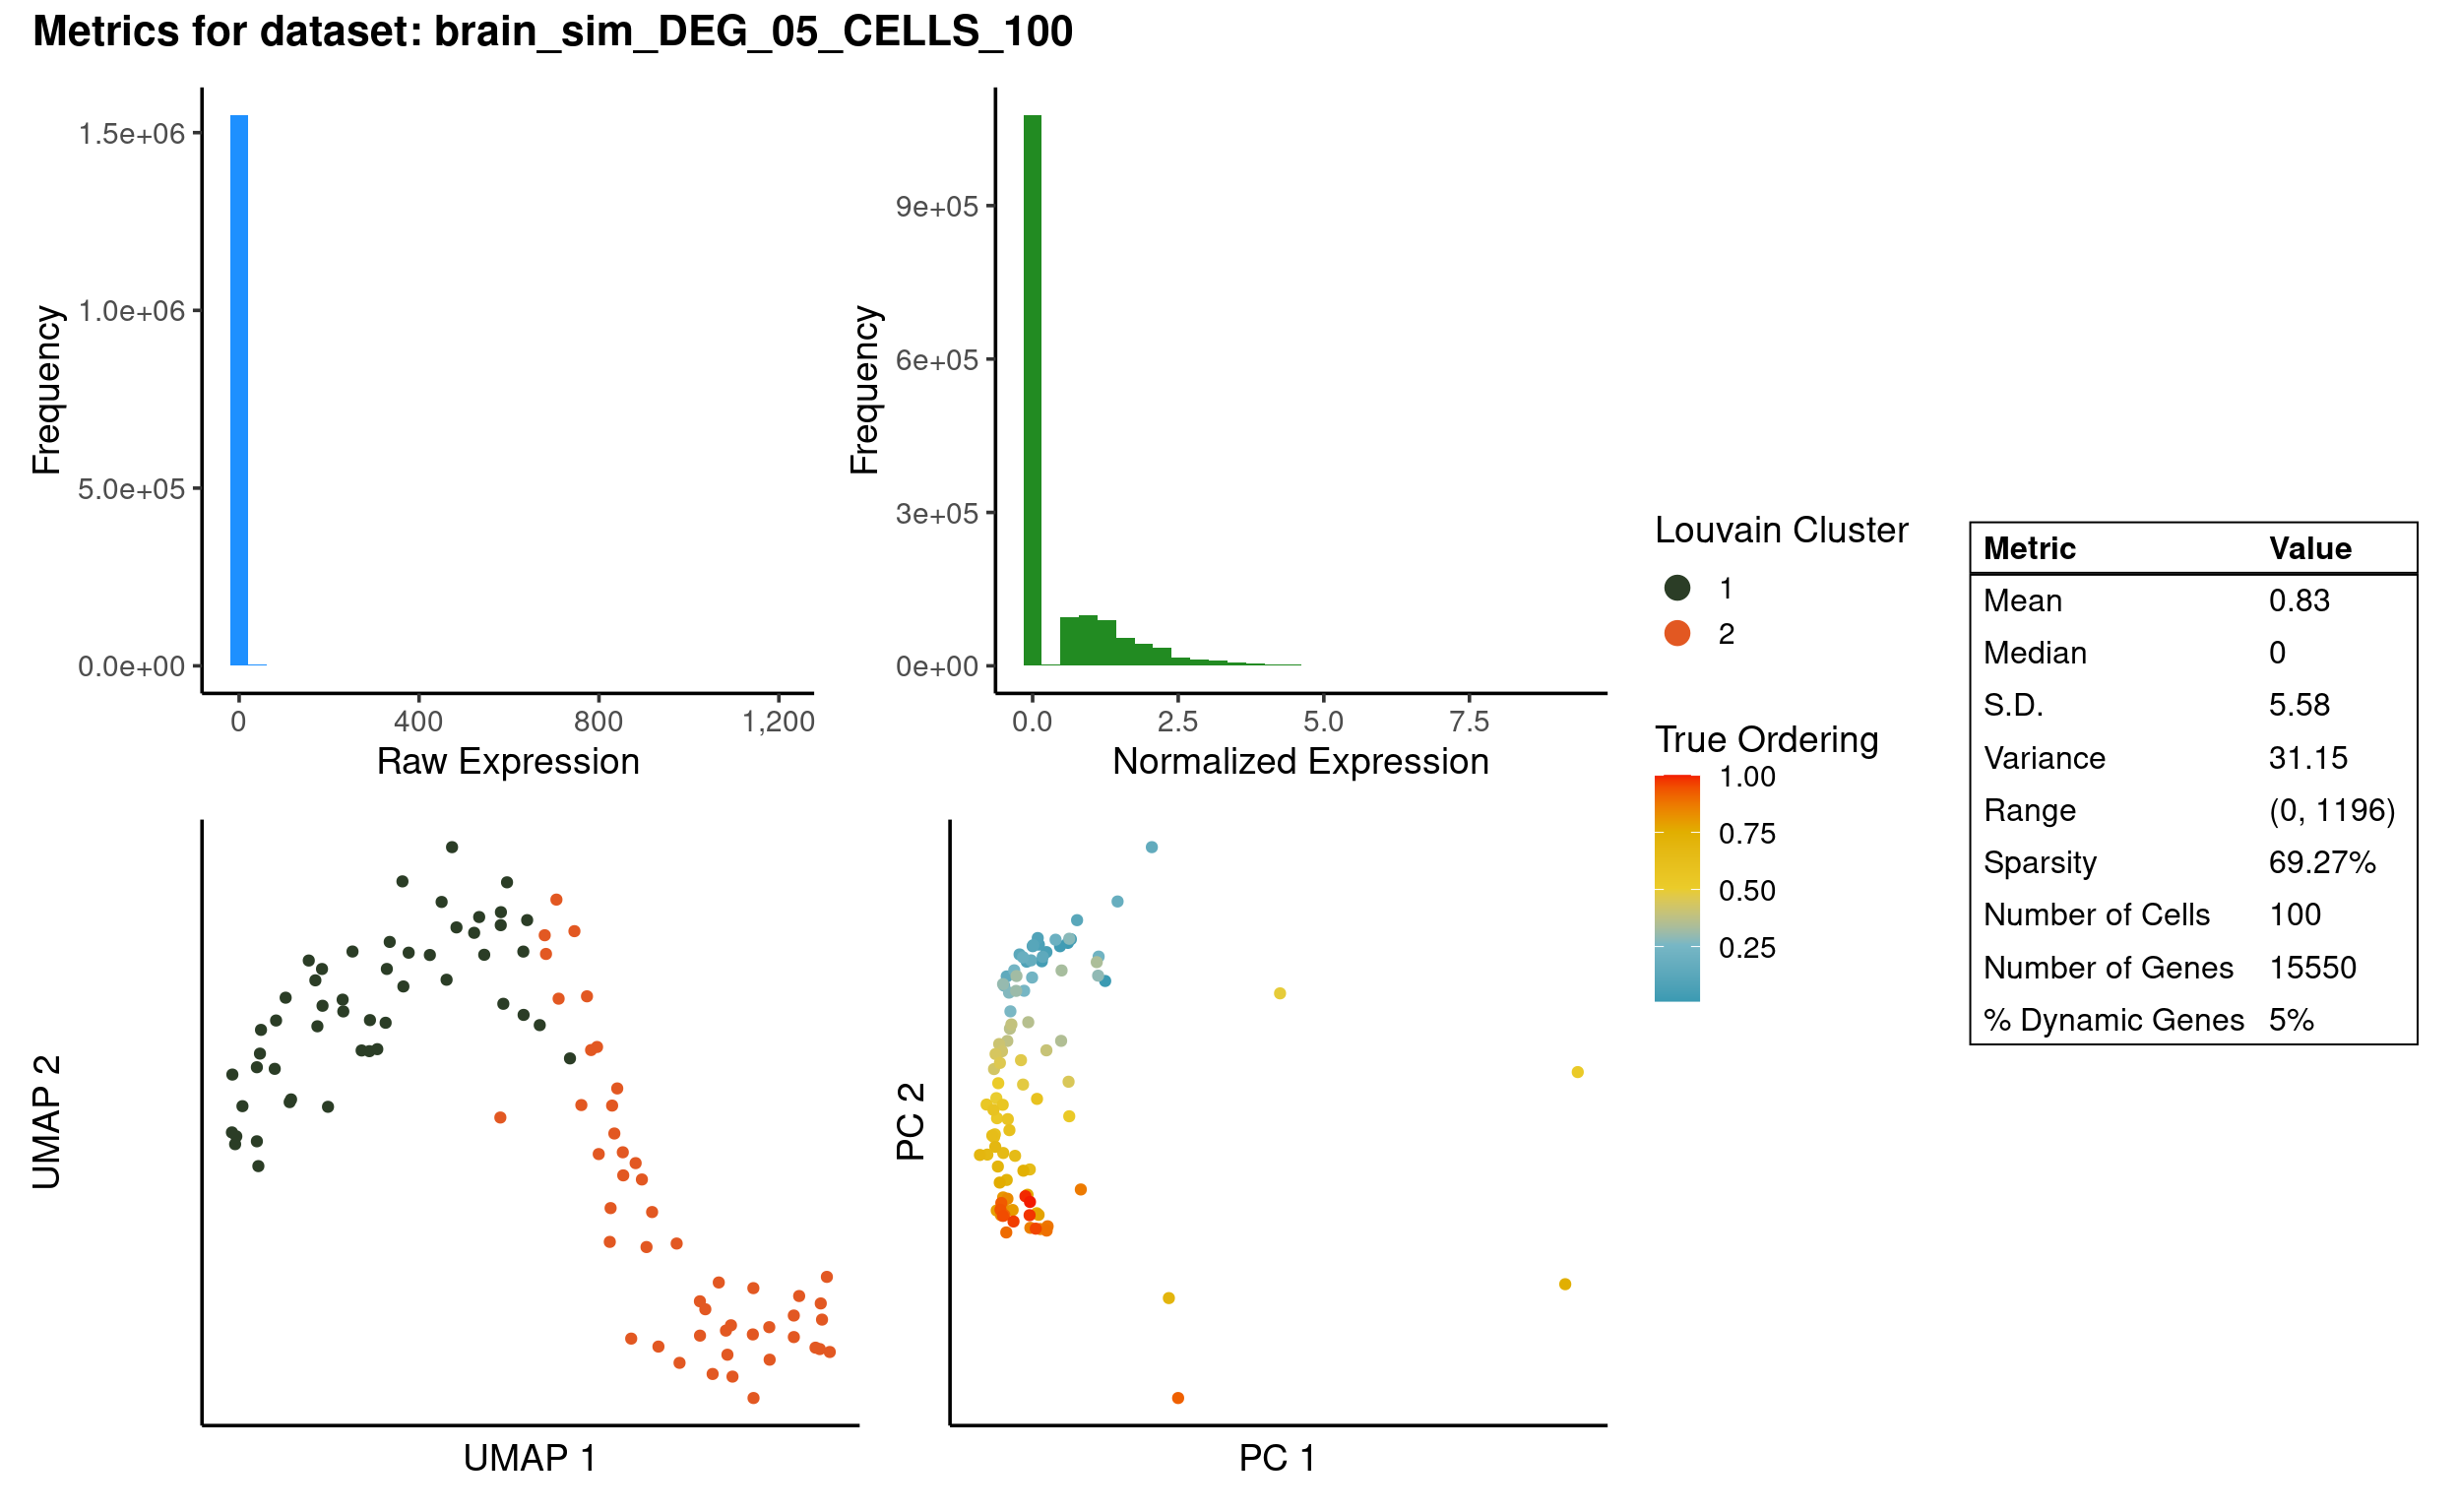 Metrics for dataset: brain_sim_DEG_05_CELLS_100
Frequency
1.5e+06
1.0e+06
5.0e+05
0.0e+00
0
400
800
1,200
Raw Expression
Frequency
9e+05
6e+05
3e+05
0e+00
0.0
2.5
5.0
7.5
Normalized Expression
UMAP 2
UMAP 1
PC 2
PC 1
Louvain Cluster
1
2
True Ordering
1.00
0.75
0.50
0.25
Metric Value
Mean 0.83
Median 0
S.D. 5.58
Variance 31.15
Range (0, 1196)
Sparsity 69.27%
Number of Cells 100
Number of Genes 15550
% Dynamic Genes 5%